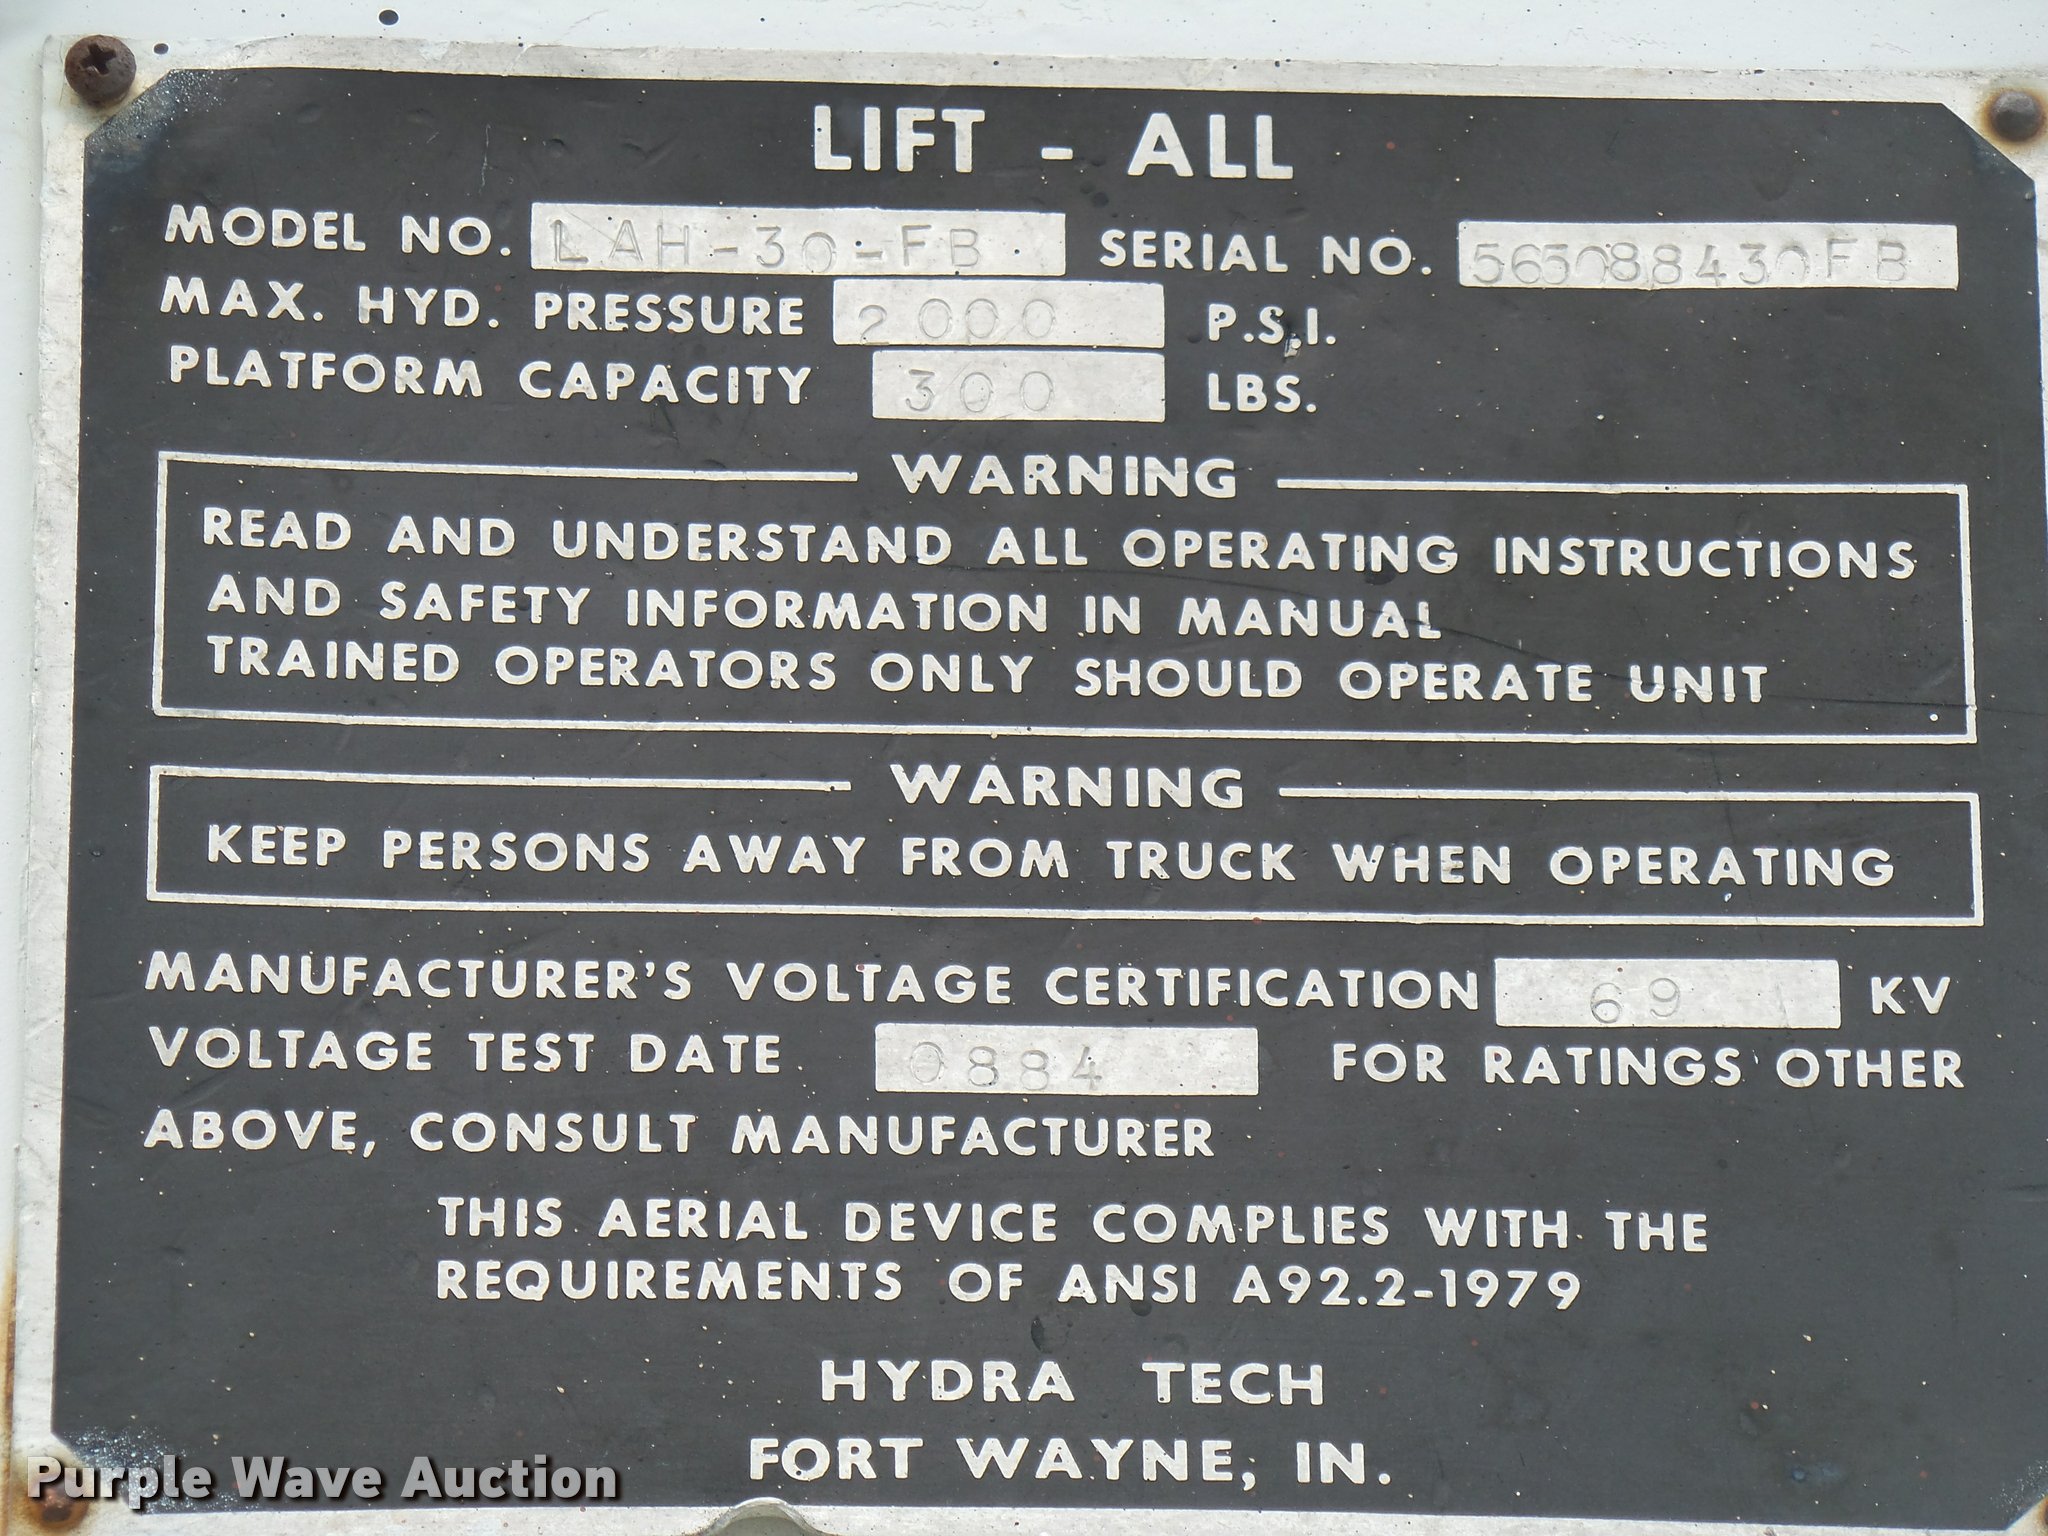 LIFT - ALL
MODEL NO. LAH-30-FB SERIAL NO. 565088430FB
MAX. HYD. PRESSURE 2000 P.S.I.
PLATFORM CAPACITY 300 LBS.
WARNING
READ AND UNDERSTAND ALL OPERATING INSTRUCTIONS
AND SAFETY INFORMATION IN MANUAL
TRAINED OPERATORS ONLY SHOULD OPERATE UNIT
WARNING
KEEP PERSONS AWAY FROM TRUCK WHEN OPERATING
MANUFACTURER'S VOLTAGE CERTIFICATION 69 KV
VOLTAGE TEST DATE 0884 FOR RATINGS OTHER
ABOVE, CONSULT MANUFACTURER
THIS AERIAL DEVICE COMPLIES WITH THE
REQUIREMENTS OF ANSI A92.2-1979
HYDRA TECH
FORT WAYNE, IN.
Purple Wave Auction